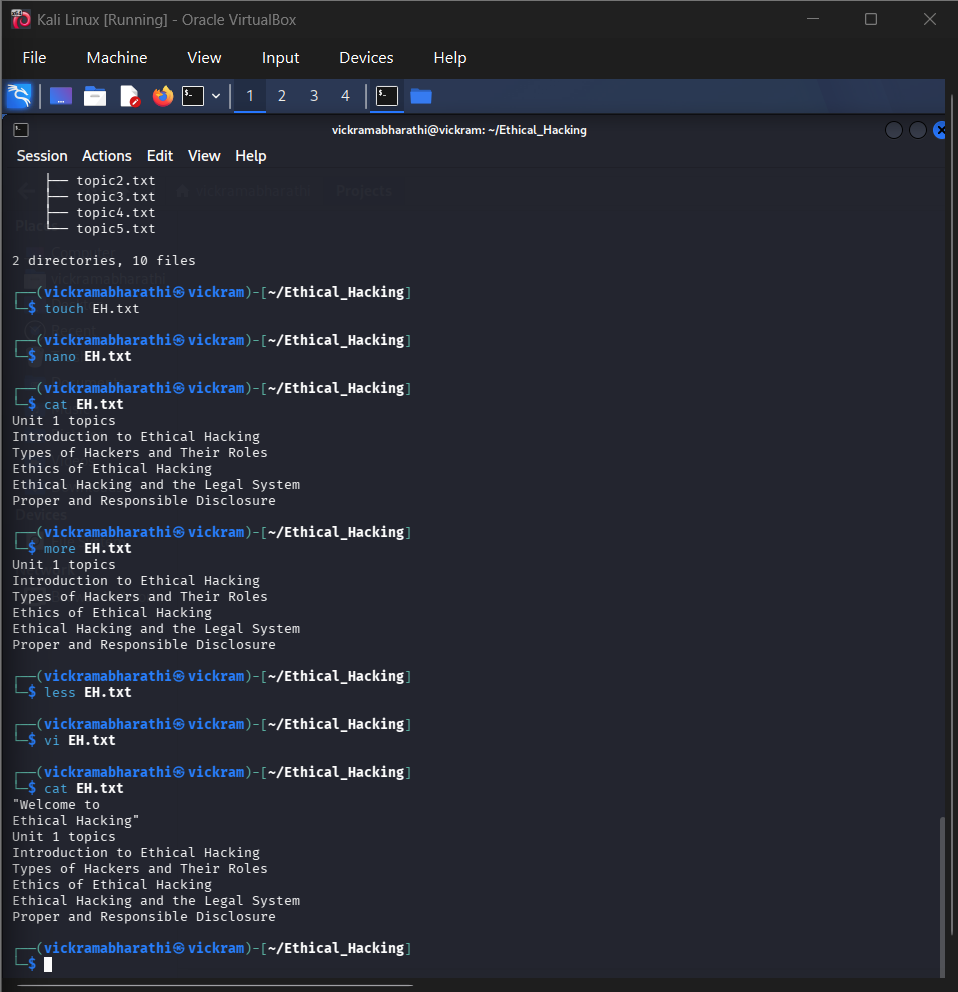 Kali Linux [Running] - Oracle VirtualBox
File Machine View Input Devices Help
1 2 3 4
vickramabharathi@vickram: ~/Ethical_Hacking
Session Actions Edit View Help
├── topic2.txt
├── topic3.txt
├── topic4.txt
└── topic5.txt
2 directories, 10 files
┌──(vickramabharathi㉿vickram)-[~/Ethical_Hacking]
└─$ touch EH.txt
┌──(vickramabharathi㉿vickram)-[~/Ethical_Hacking]
└─$ nano EH.txt
┌──(vickramabharathi㉿vickram)-[~/Ethical_Hacking]
└─$ cat EH.txt
Unit 1 topics
Introduction to Ethical Hacking
Types of Hackers and Their Roles
Ethics of Ethical Hacking
Ethical Hacking and the Legal System
Proper and Responsible Disclosure
┌──(vickramabharathi㉿vickram)-[~/Ethical_Hacking]
└─$ more EH.txt
Unit 1 topics
Introduction to Ethical Hacking
Types of Hackers and Their Roles
Ethics of Ethical Hacking
Ethical Hacking and the Legal System
Proper and Responsible Disclosure
┌──(vickramabharathi㉿vickram)-[~/Ethical_Hacking]
└─$ less EH.txt
┌──(vickramabharathi㉿vickram)-[~/Ethical_Hacking]
└─$ vi EH.txt
┌──(vickramabharathi㉿vickram)-[~/Ethical_Hacking]
└─$ cat EH.txt
"Welcome to
Ethical Hacking"
Unit 1 topics
Introduction to Ethical Hacking
Types of Hackers and Their Roles
Ethics of Ethical Hacking
Ethical Hacking and the Legal System
Proper and Responsible Disclosure
┌──(vickramabharathi㉿vickram)-[~/Ethical_Hacking]
└─$